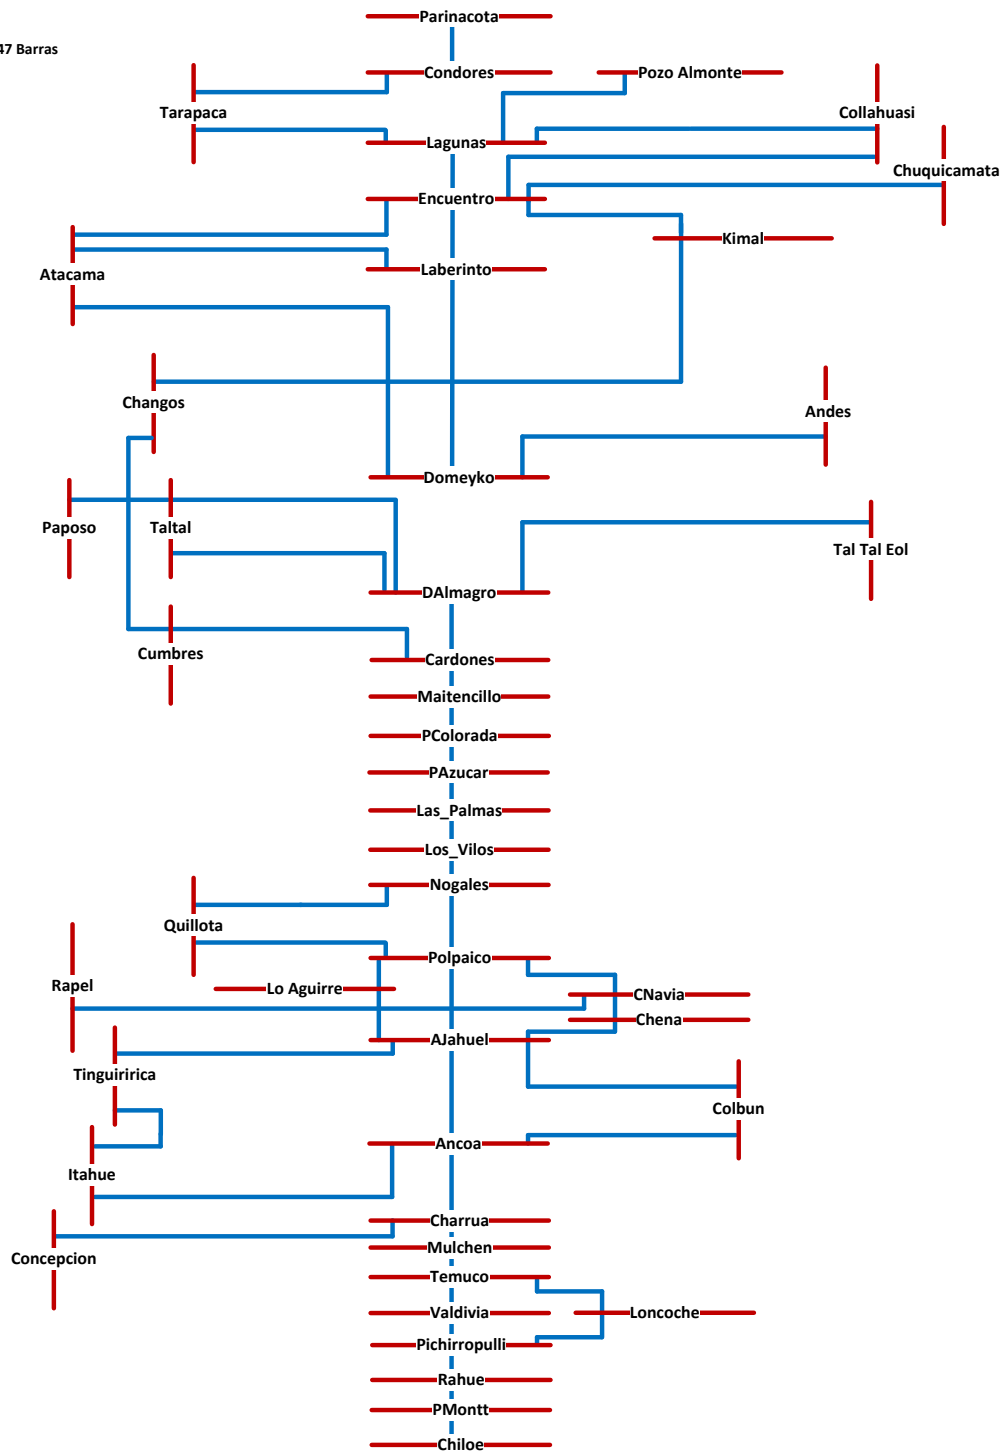 Parinacota
47 Barras
Condores
Pozo Almonte
Tarapaca
Collahuasi
Lagunas
Chuquicamata
Encuentro
Kimal
Laberinto
Atacama
Changos
Andes
Domeyko
Paposo
Taltal
Tal Tal Eol
DAlmagro
Cumbres
Cardones
Maitencillo
PColorada
PAzucar
Las_Palmas
Los_Vilos
Nogales
Quillota
Polpaico
Rapel
Lo Aguirre
CNavia
Chena
AJahuel
Tinguiririca
Colbun
Ancoa
Itahue
Charrua
Mulchen
Concepcion
Temuco
Valdivia
Loncoche
Pichirropulli
Rahue
PMontt
Chiloe